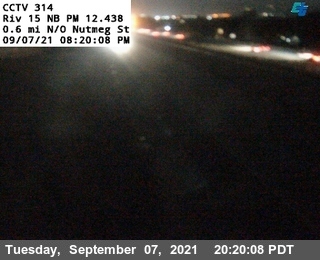 CCTV 314
Riv 15 NB PM 12.438
0.6 mi N/O Nutmeg St
09/07/21 08:20:08 PM
Tuesday, September 07, 2021 20:20:08 PDT